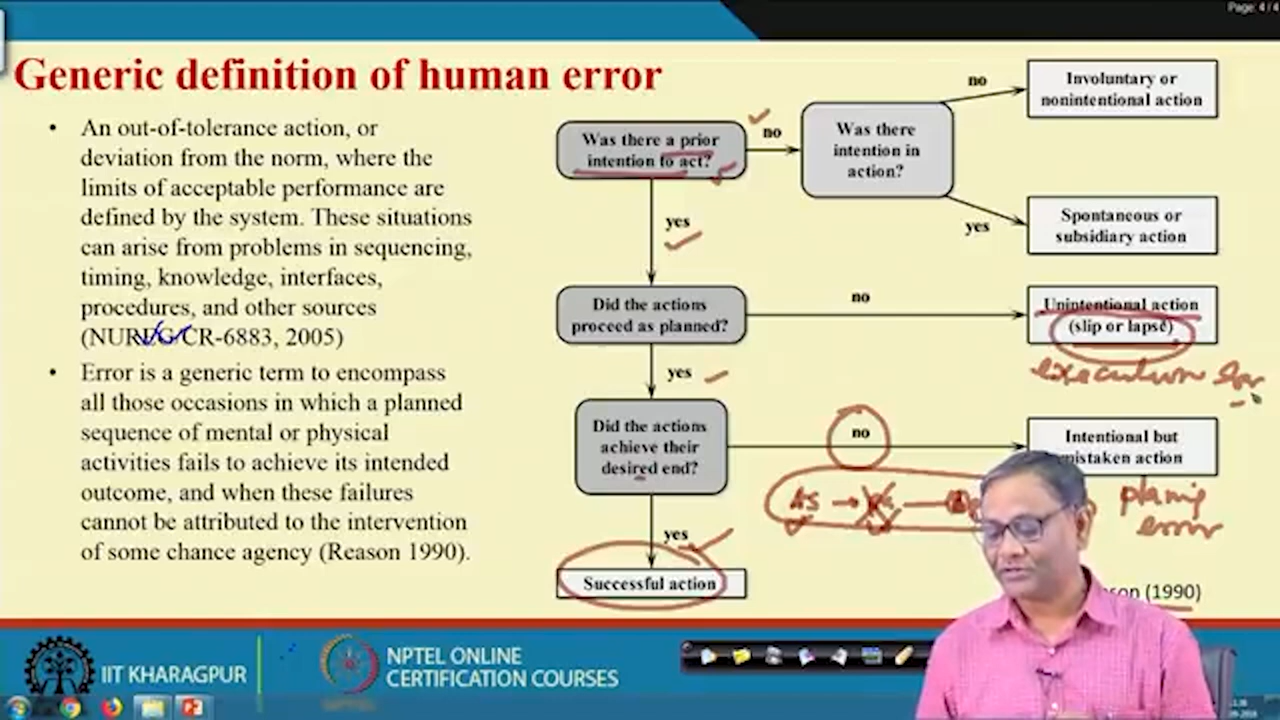 Page: 4 / 4
Generic definition of human error
• An out-of-tolerance action, or
deviation from the norm, where the
limits of acceptable performance are
defined by the system. These situations
can arise from problems in sequencing,
timing, knowledge, interfaces,
procedures, and other sources
(NUREG/CR-6883, 2005)
• Error is a generic term to encompass
all those occasions in which a planned
sequence of mental or physical
activities fails to achieve its intended
outcome, and when these failures
cannot be attributed to the intervention
of some chance agency (Reason 1990).
Was there a prior
intention to act?
no
Was there
intention in
action?
no
Involuntary or
nonintentional action
yes
Spontaneous or
subsidiary action
yes
Did the actions
proceed as planned?
no
Unintentional action
(slip or lapse)
execution
yes
Did the actions
achieve their
desired end?
no
Intentional but
mistaken action
AS
planig
error
yes
Successful action
(1990)
IIT KHARAGPUR
NPTEL ONLINE
CERTIFICATION COURSES